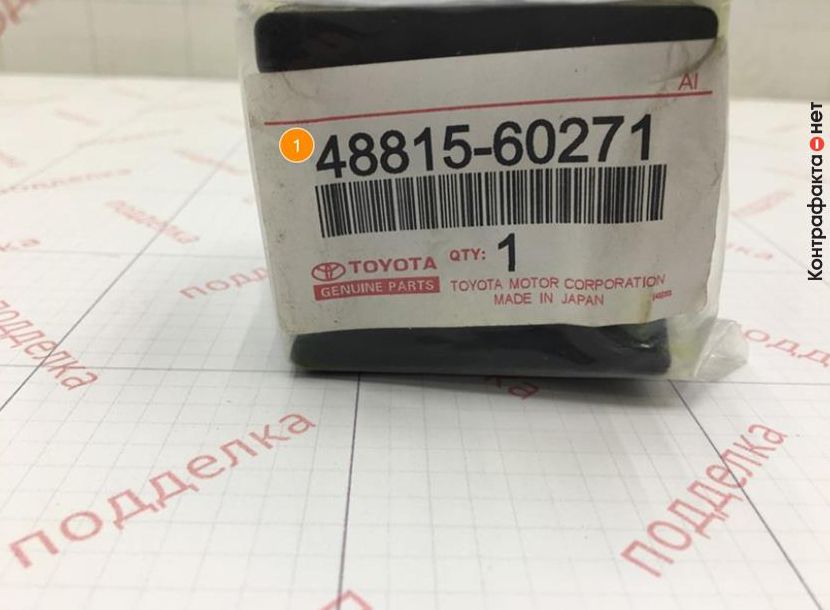 AI
1
48815-60271
TOYOTA
QTY: 1
GENUINE PARTS
TOYOTA MOTOR CORPORATION
MADE IN JAPAN
Контрафакта нет
подделка
подделка
подделка
подделка
подделка
подделка